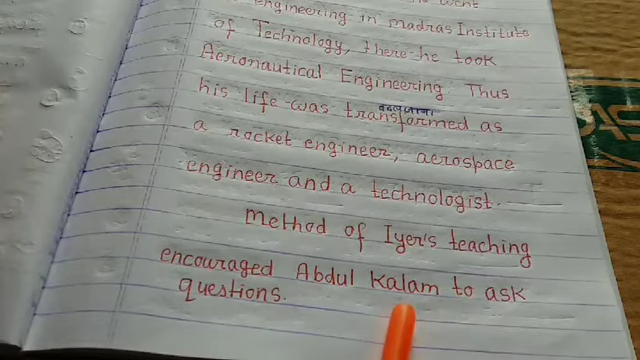 engineering in madras Institute
of Technology, there he took
Aeronautical Engineering. Thus
his life was transformed as
a rocket engineer, aerospace
engineer and a technologist.
method of Iyer's teaching
encouraged Abdul Kalam to ask
questions.